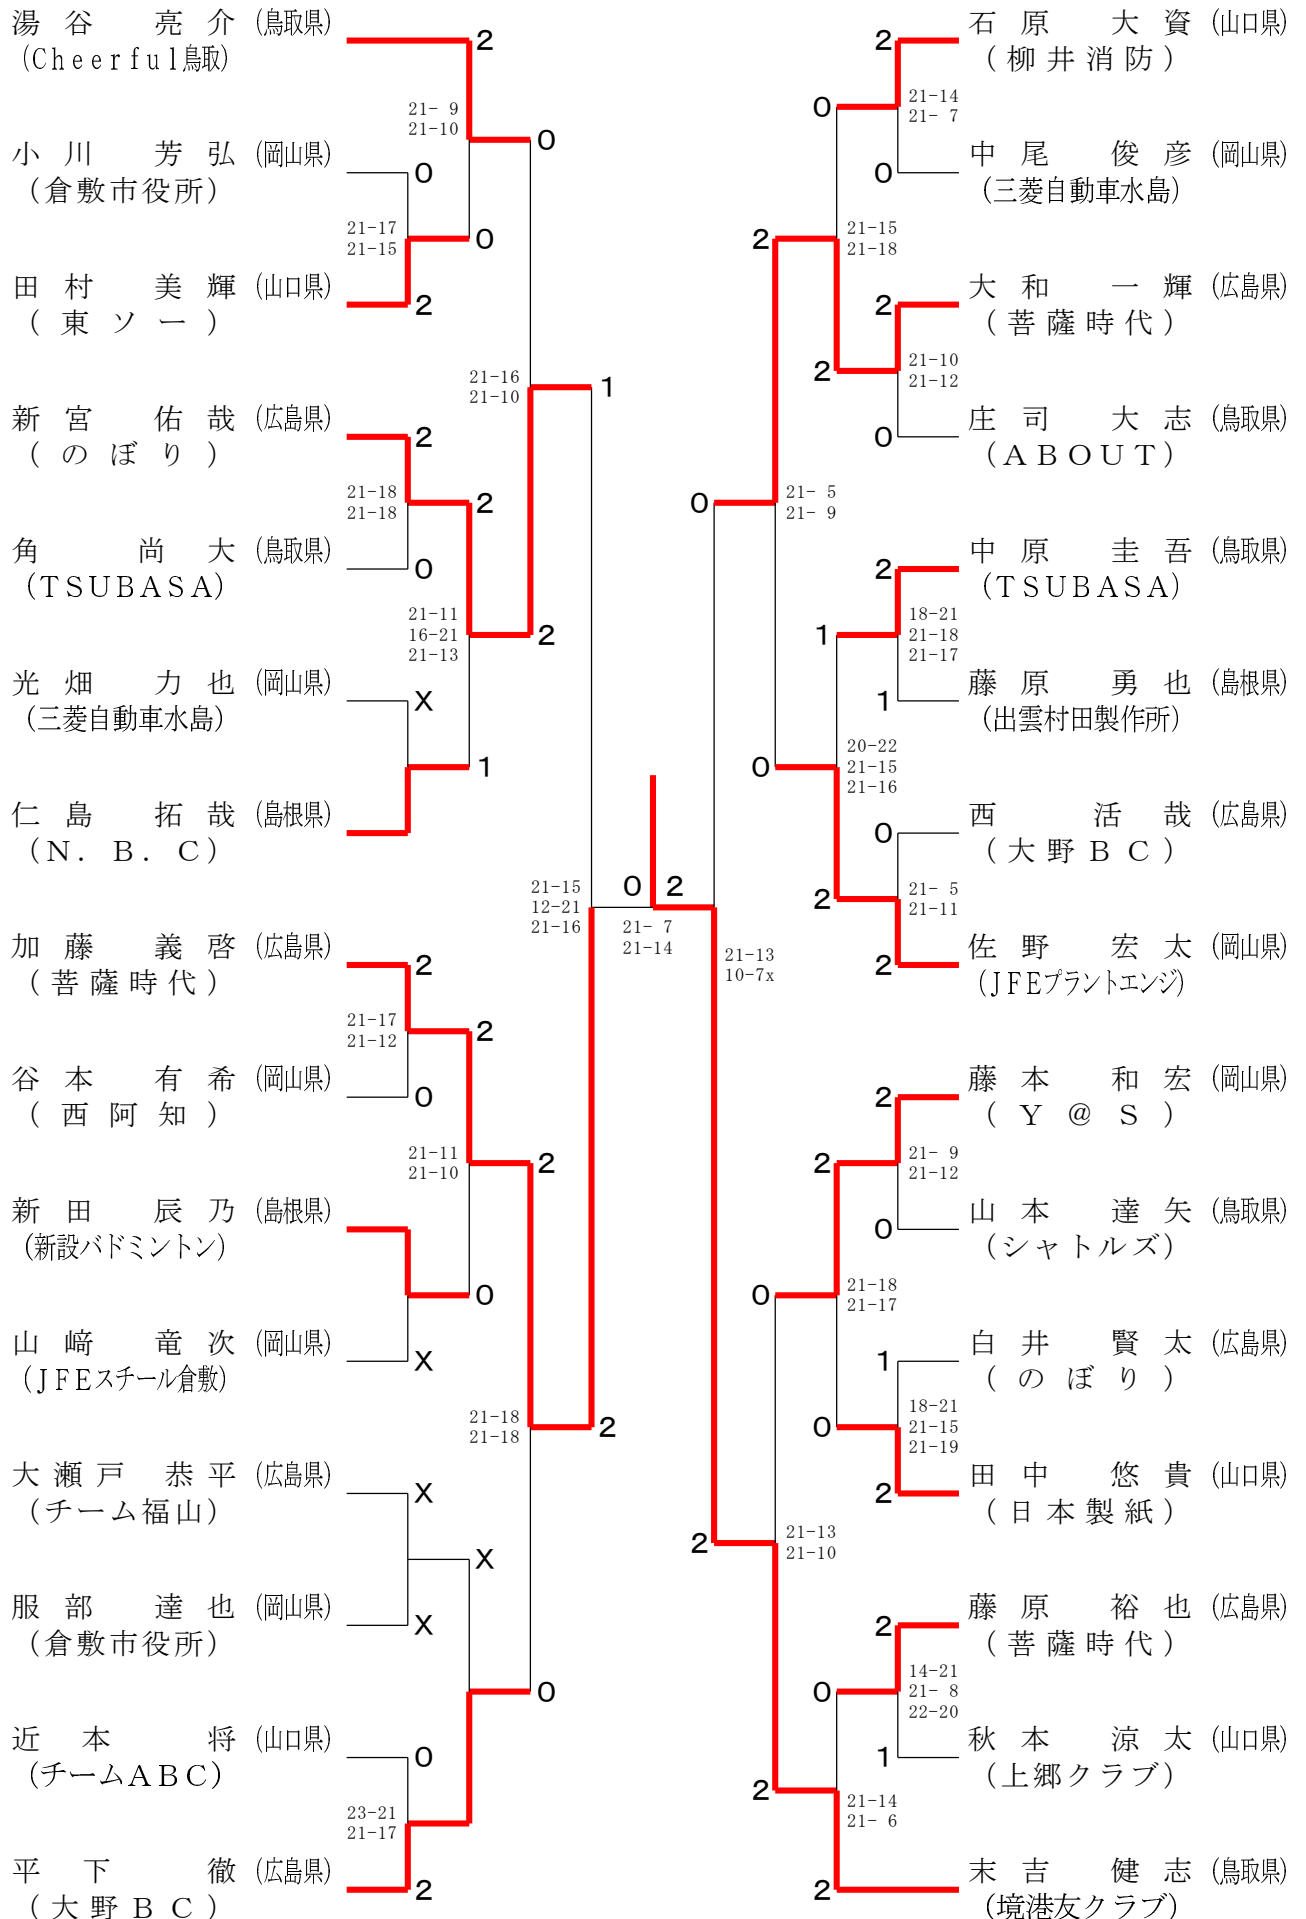 湯谷 亮介 (鳥取県)
(Cheerful鳥取)
2
21- 9
21-10
0
小川 芳弘 (岡山県)
(倉敷市役所)
0
21-17
21-15
0
田村 美輝 (山口県)
(東ソー)
2
21-16
21-10
1
新宮 佑哉 (広島県)
(のぼり)
2
21-18
21-18
2
角 尚大 (鳥取県)
(TSUBASA)
0
21-11
16-21
21-13
2
光畑 力也 (岡山県)
(三菱自動車水島)
X
1
仁島 拓哉 (島根県)
(N.B.C)
21-15
12-21
21-16
0 2
21- 7
21-14
加藤 義啓 (広島県)
(菩薩時代)
2
21-17
21-12
2
谷本 有希 (岡山県)
(西阿知)
0
21-11
21-10
2
新田 辰乃 (島根県)
(新設バドミントン)
0
山﨑 竜次 (岡山県)
(JFEスチール倉敷)
X
21-18
21-18
2
大瀬戸 恭平 (広島県)
(チーム福山)
X
X
服部 達也 (岡山県)
(倉敷市役所)
X
0
近本 将 (山口県)
(チームABC)
0
23-21
21-17
平下 徹 (広島県)
(大野BC)
2
石原 大資 (山口県)
(柳井消防)
2
0
21-14
21- 7
中尾 俊彦 (岡山県)
(三菱自動車水島)
0
2
21-15
21-18
大和 一輝 (広島県)
(菩薩時代)
2
2
21-10
21-12
庄司 大志 (鳥取県)
(ABOUT)
0
0
21- 5
21- 9
中原 圭吾 (鳥取県)
(TSUBASA)
2
1
18-21
21-18
21-17
藤原 勇也 (島根県)
(出雲村田製作所)
1
0
20-22
21-15
21-16
西 活哉 (広島県)
(大野BC)
0
2
21- 5
21-11
佐野 宏太 (岡山県)
(JFEプラントエンジ)
2
21-13
10-7x
藤本 和宏 (岡山県)
(Y@S)
2
2
21- 9
21-12
山本 達矢 (鳥取県)
(シャトルズ)
0
0
21-18
21-17
白井 賢太 (広島県)
(のぼり)
1
0
18-21
21-15
21-19
田中 悠貴 (山口県)
(日本製紙)
2
2
21-13
21-10
藤原 裕也 (広島県)
(菩薩時代)
2
0
14-21
21- 8
22-20
秋本 涼太 (山口県)
(上郷クラブ)
1
2
21-14
21- 6
末吉 健志 (鳥取県)
(境港友クラブ)
2